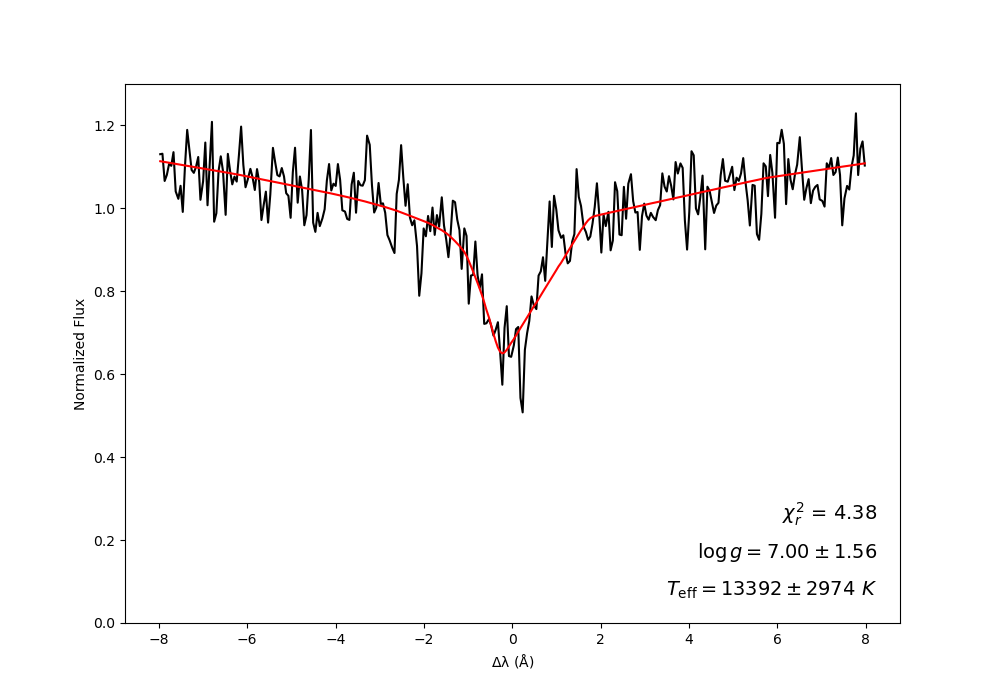 1.2
1.0
0.8
0.6
0.4
0.2
0.0
Normalized Flux
χ²ᵣ = 4.38
log g = 7.00 ± 1.56
T_eff = 13392 ± 2974 K
−8 −6 −4 −2 0 2 4 6 8
Δλ (Å)